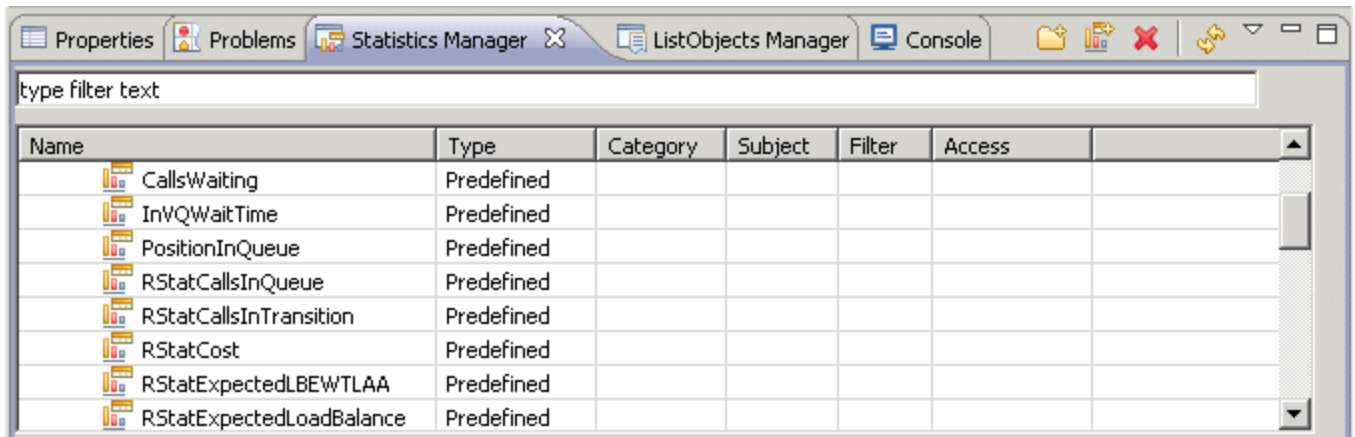 Properties Problems Statistics Manager ListObjects Manager Console
type filter text
Name Type Category Subject Filter Access
CallsWaiting Predefined
InVQWaitTime Predefined
PositionInQueue Predefined
RStatCallsInQueue Predefined
RStatCallsInTransition Predefined
RStatCost Predefined
RStatExpectedLBEWTLAA Predefined
RStatExpectedLoadBalance Predefined